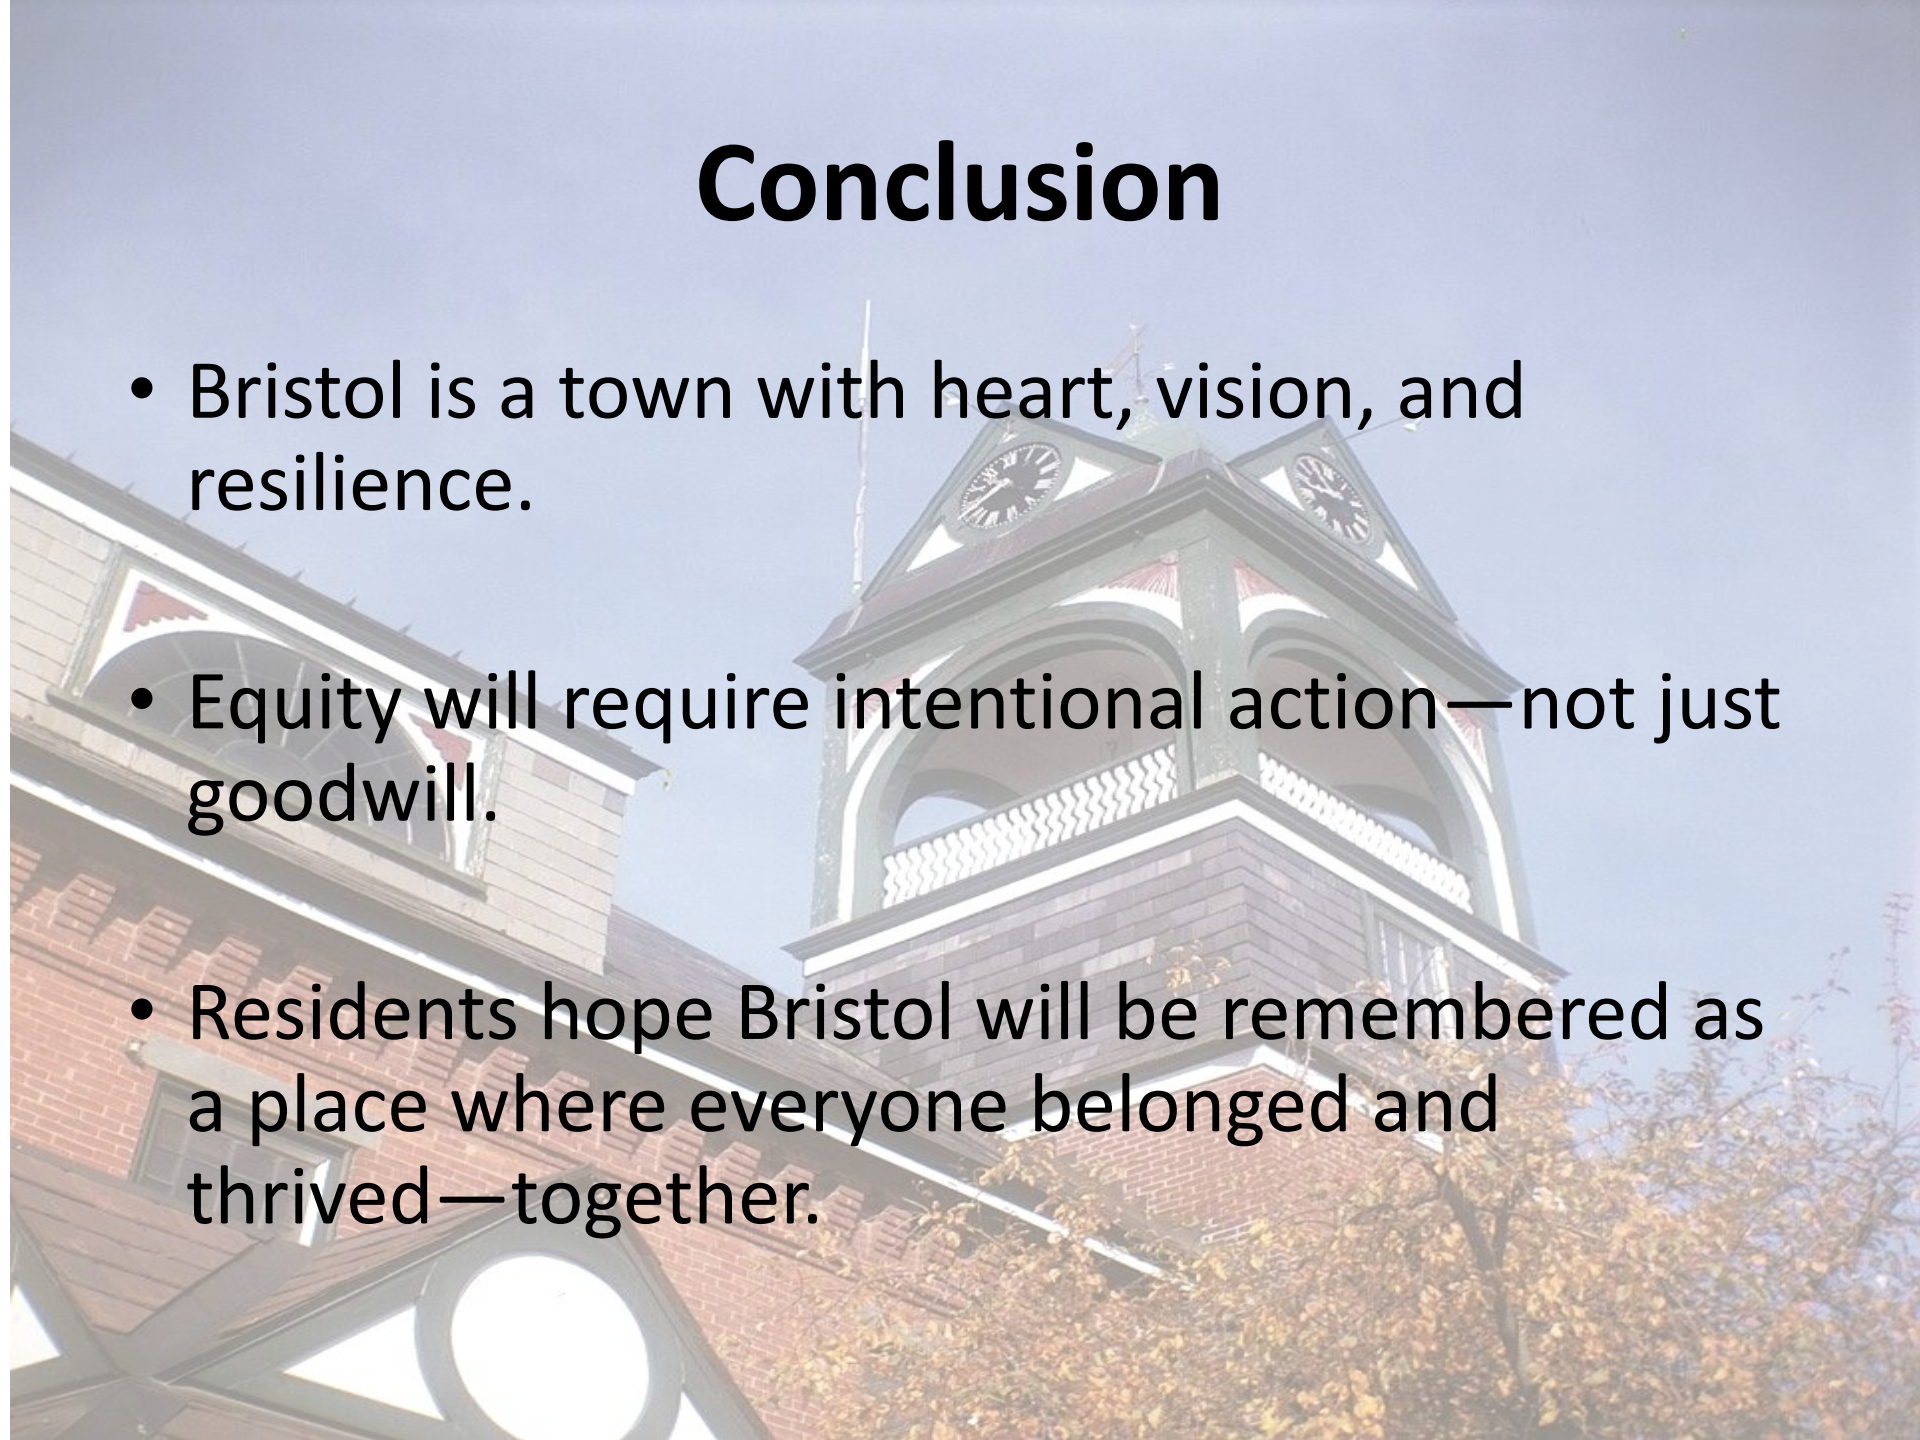 Conclusion
• Bristol is a town with heart, vision, and
resilience.
• Equity will require intentional action—not just
goodwill.
• Residents hope Bristol will be remembered as
a place where everyone belonged and
thrived—together.